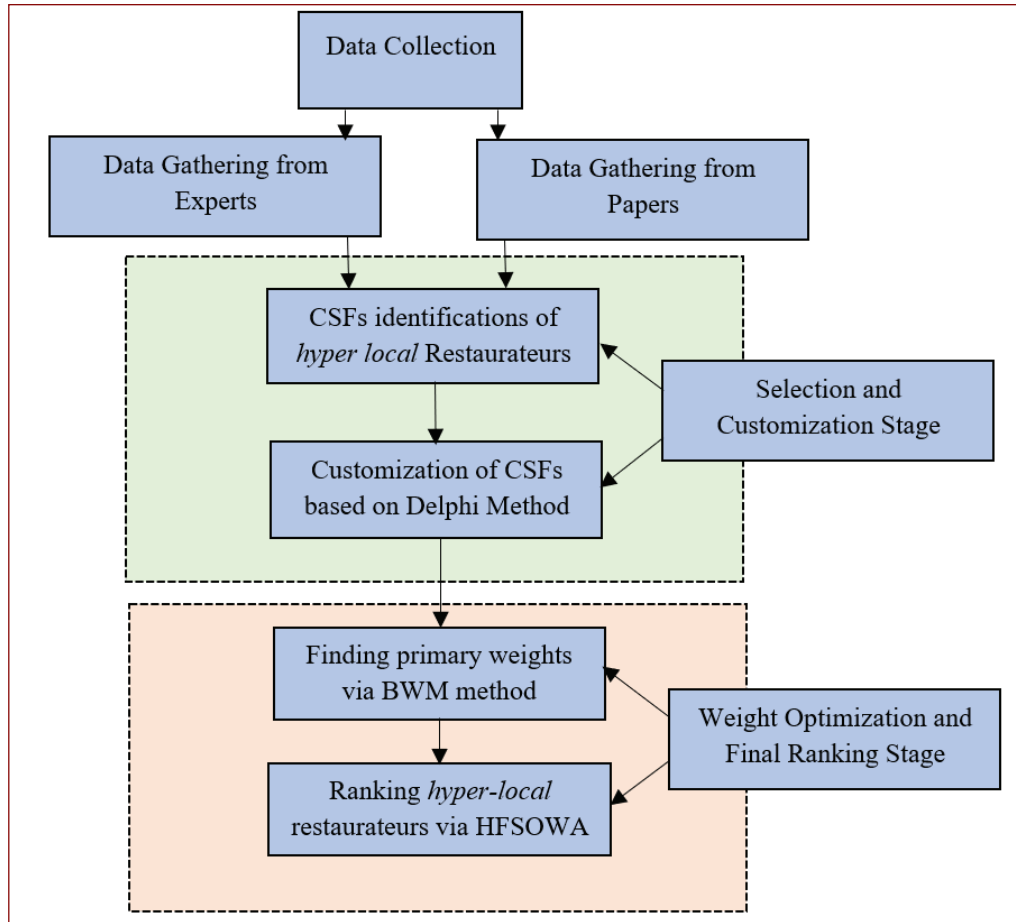 Data Collection
Data Gathering from
Experts
Data Gathering from
Papers
CSFs identifications of
hyper local Restaurateurs
Selection and
Customization Stage
Customization of CSFs
based on Delphi Method
Finding primary weights
via BWM method
Weight Optimization and
Final Ranking Stage
Ranking hyper-local
restaurateurs via HFSOWA